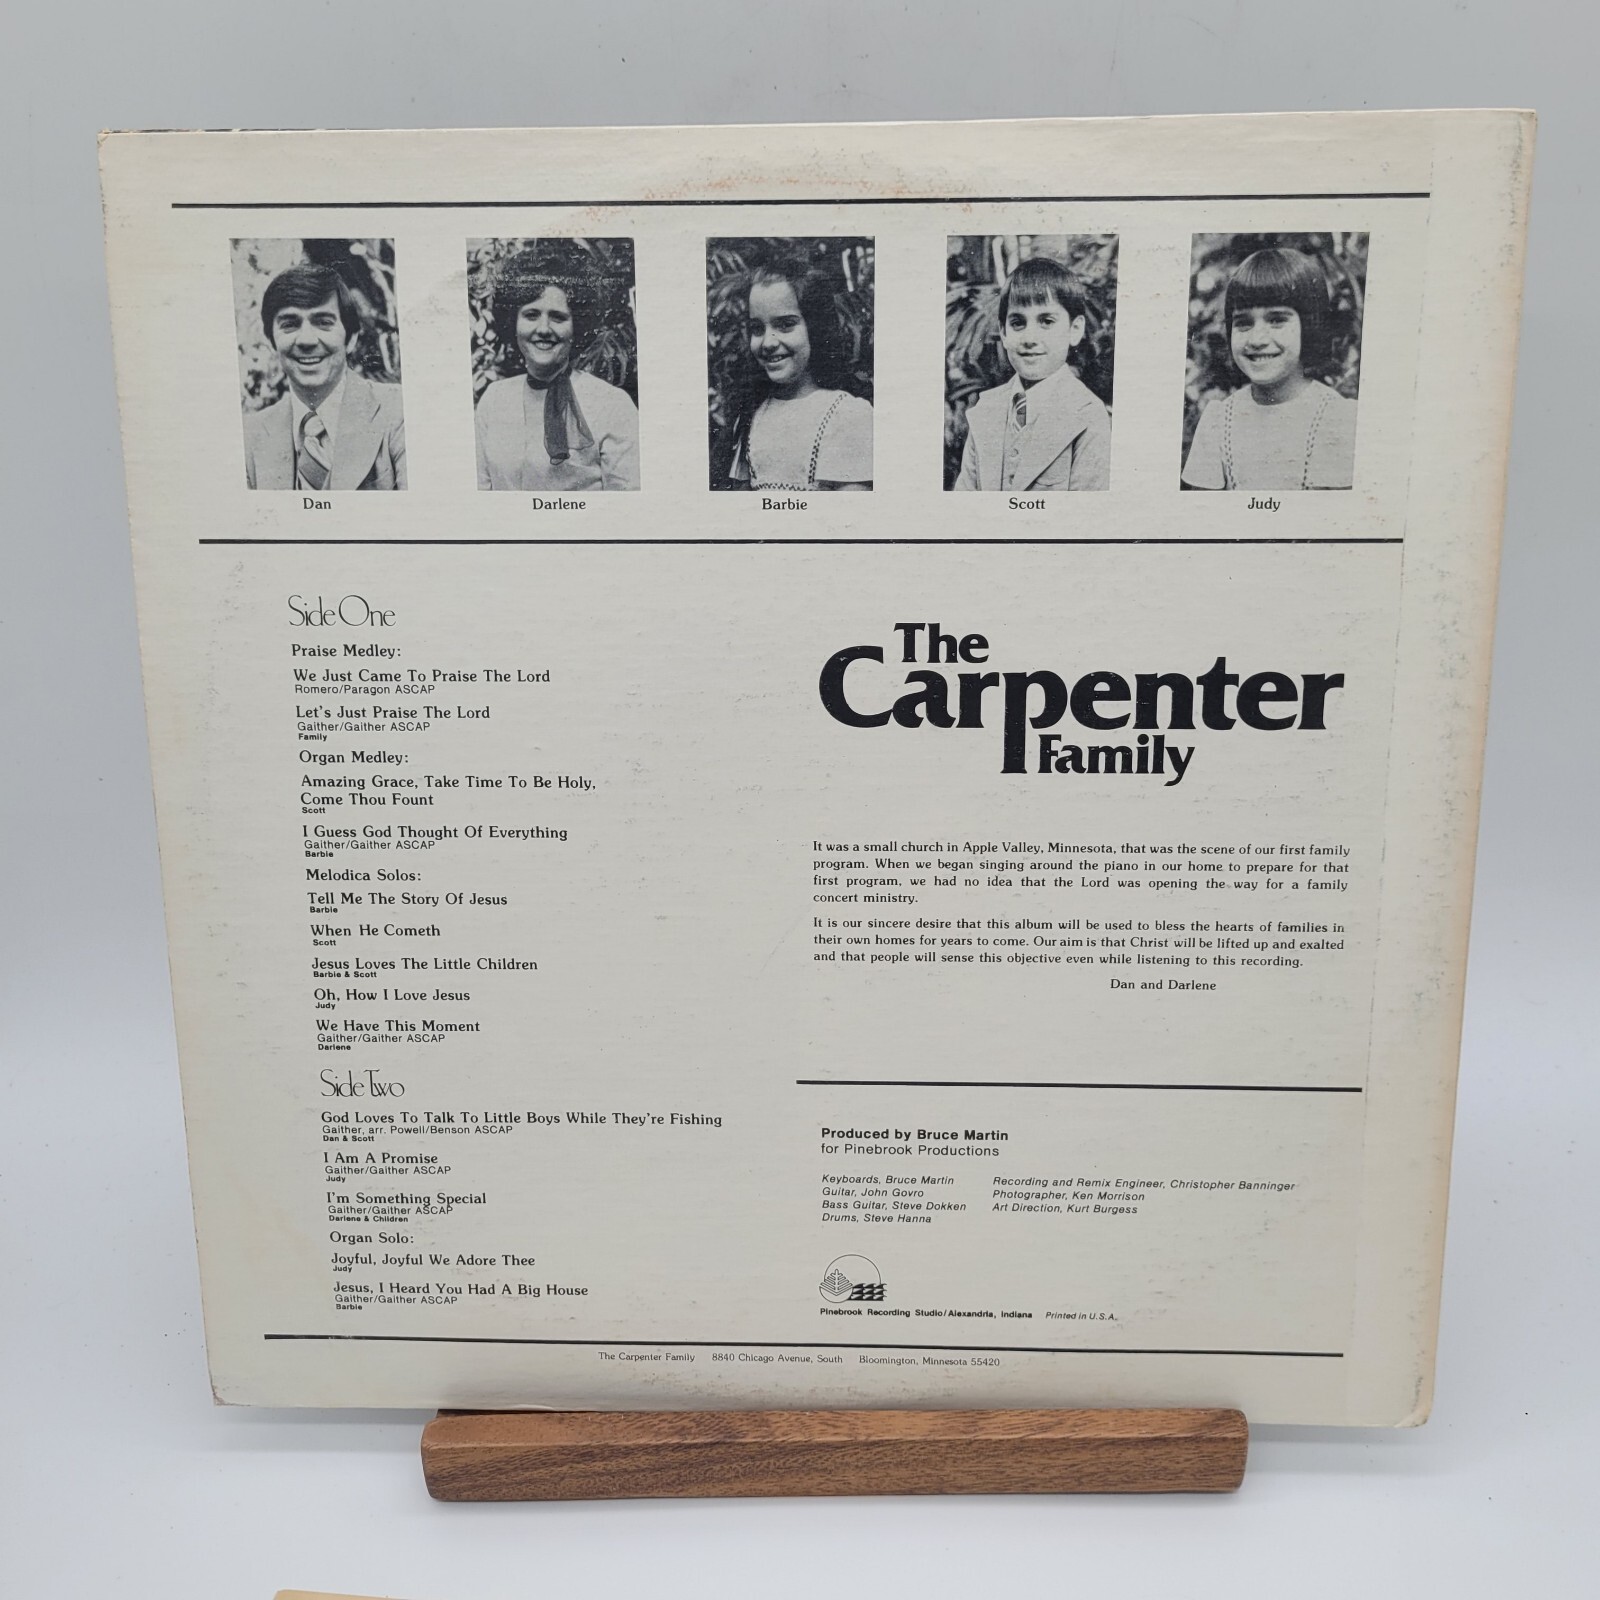 Dan
Darlene
Barbie
Scott
Judy
Side One
Praise Medley:
We Just Came To Praise The Lord
Romero/Paragon ASCAP
Let's Just Praise The Lord
Gaither/Gaither ASCAP
Family
Organ Medley:
Amazing Grace, Take Time To Be Holy,
Come Thou Fount
Scott
I Guess God Thought Of Everything
Gaither/Gaither ASCAP
Barbie
Melodica Solos:
Tell Me The Story Of Jesus
Barbie
When He Cometh
Scott
Jesus Loves The Little Children
Barbie & Scott
Oh, How I Love Jesus
Judy
We Have This Moment
Gaither/Gaither ASCAP
Darlene
Side Two
God Loves To Talk To Little Boys While They're Fishing
Gaither, arr. Powell/Benson ASCAP
Dan & Scott
I Am A Promise
Gaither/Gaither ASCAP
Judy
I'm Something Special
Gaither/Gaither ASCAP
Darlene & Children
Organ Solo:
Joyful, Joyful We Adore Thee
Judy
Jesus, I Heard You Had A Big House
Gaither/Gaither ASCAP
Barbie
The
Carpenter
Family
It was a small church in Apple Valley, Minnesota, that was the scene of our first family
program. When we began singing around the piano in our home to prepare for that
first program, we had no idea that the Lord was opening the way for a family
concert ministry.
It is our sincere desire that this album will be used to bless the hearts of families in
their own homes for years to come. Our aim is that Christ will be lifted up and exalted
and that people will sense this objective even while listening to this recording.
Dan and Darlene
Produced by Bruce Martin
for Pinebrook Productions
Keyboards, Bruce Martin
Guitar, John Govro
Bass Guitar, Steve Dokken
Drums, Steve Hanna
Recording and Remix Engineer, Christopher Banninger
Photographer, Ken Morrison
Art Direction, Kurt Burgess
Pinebrook Recording Studio/Alexandria, Indiana Printed in U.S.A.
The Carpenter Family 8840 Chicago Avenue, South Bloomington, Minnesota 55420